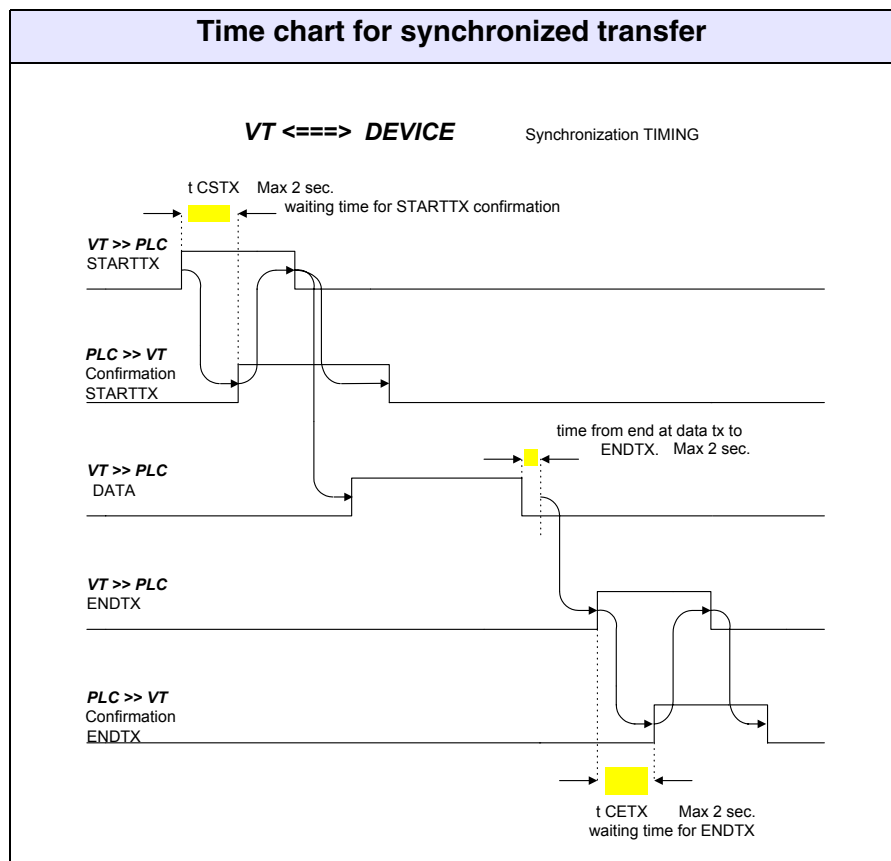 Time chart for synchronized transfer
VT <===> DEVICE Synchronization TIMING
t CSTX Max 2 sec.
waiting time for STARTTX confirmation
VT >> PLC
STARTTX
PLC >> VT
Confirmation
STARTTX
time from end at data tx to
ENDTX. Max 2 sec.
VT >> PLC
DATA
VT >> PLC
ENDTX
PLC >> VT
Confirmation
ENDTX
t CETX Max 2 sec.
waiting time for ENDTX